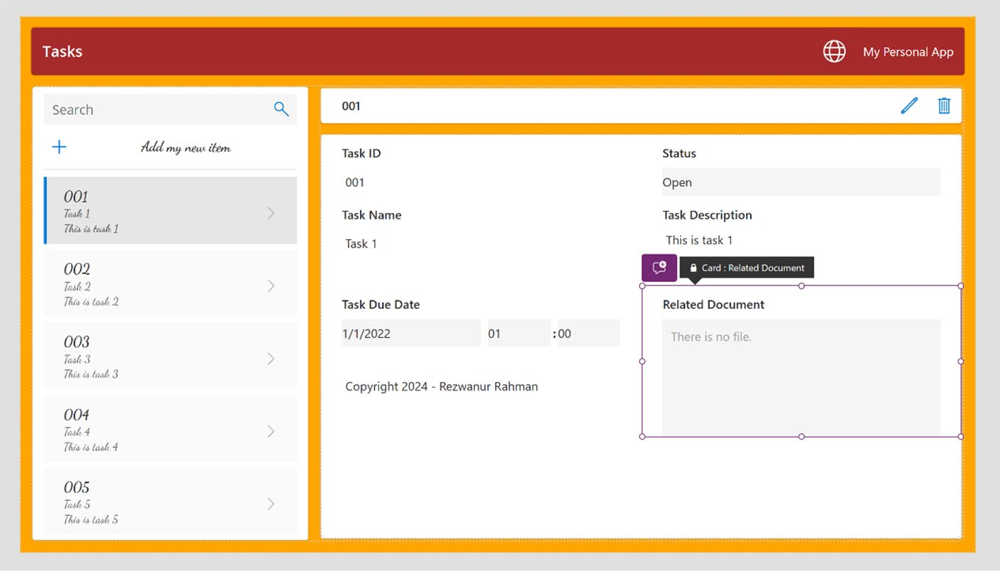 Tasks
My Personal App
Search
Add my new item
001
Task 1
This is task 1
002
Task 2
This is task 2
003
Task 3
This is task 3
004
Task 4
This is task 4
005
Task 5
This is task 5
001
Task ID
001
Status
Open
Task Name
Task 1
Task Description
This is task 1
Card : Related Document
Task Due Date
1/1/2022 01 : 00
Related Document
There is no file.
Copyright 2024 - Rezwanur Rahman